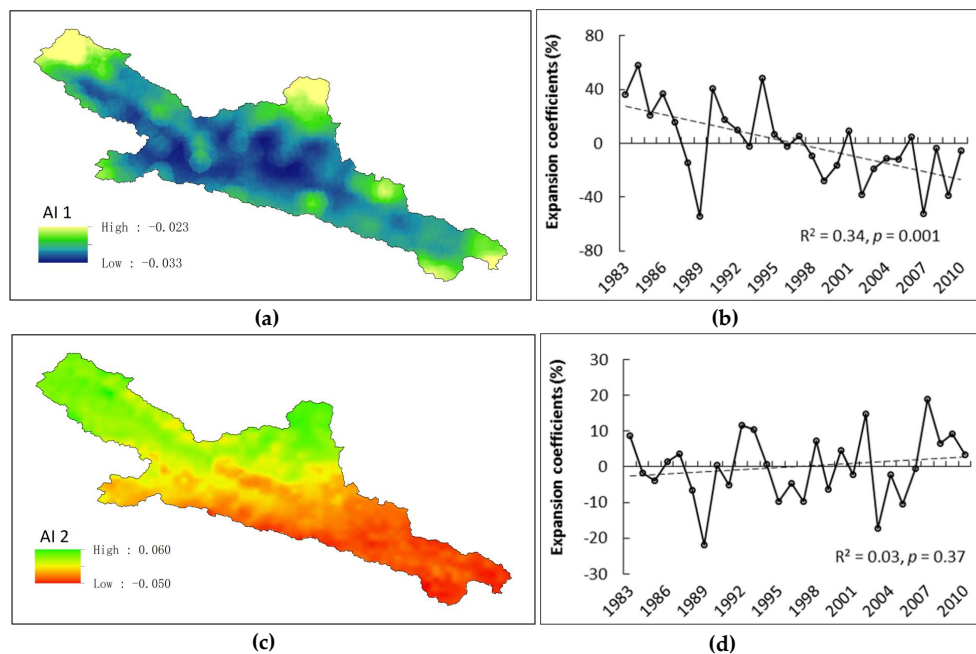 AI 1
High : -0.023
Low : -0.033
(a)
Expansion coefficients (%)
80
40
0
-40
-80
R² = 0.34, p = 0.001
1983
1986
1989
1992
1995
1998
2001
2004
2007
2010
(b)
AI 2
High : 0.060
Low : -0.050
(c)
Expansion coefficients (%)
30
20
10
0
-10
-20
-30
R² = 0.03, p = 0.37
1983
1986
1989
1992
1995
1998
2001
2004
2007
2010
(d)